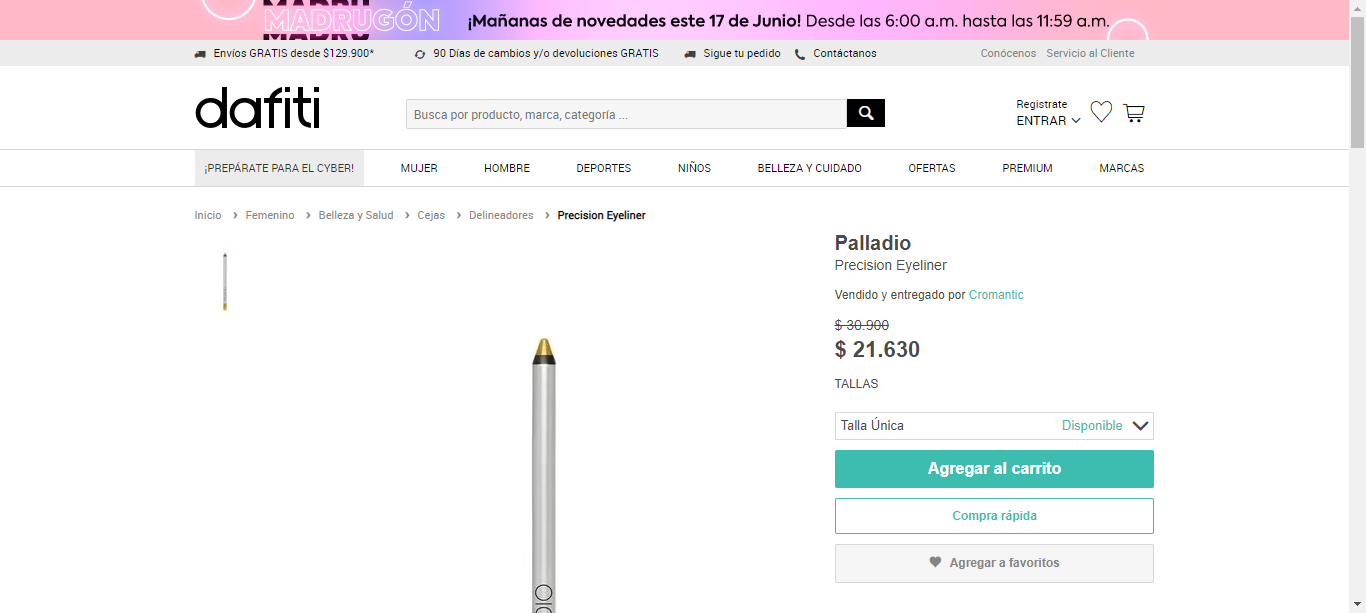 MADRUGÓN
¡Mañanas de novedades este 17 de Junio! Desde las 6:00 a.m. hasta las 11:59 a.m.
Envíos GRATIS desde $129.900*
90 Días de cambios y/o devoluciones GRATIS
Sigue tu pedido
Contáctanos
Conócenos
Servicio al Cliente
dafiti
Busca por producto, marca, categoría ...
Registrate
ENTRAR
¡PREPÁRATE PARA EL CYBER!
MUJER
HOMBRE
DEPORTES
NIÑOS
BELLEZA Y CUIDADO
OFERTAS
PREMIUM
MARCAS
Inicio > Femenino > Belleza y Salud > Cejas > Delineadores > Precision Eyeliner
Palladio
Precision Eyeliner
Vendido y entregado por Cromantic
$ 30.900
$ 21.630
TALLAS
Talla Única Disponible
Agregar al carrito
Compra rápida
Agregar a favoritos